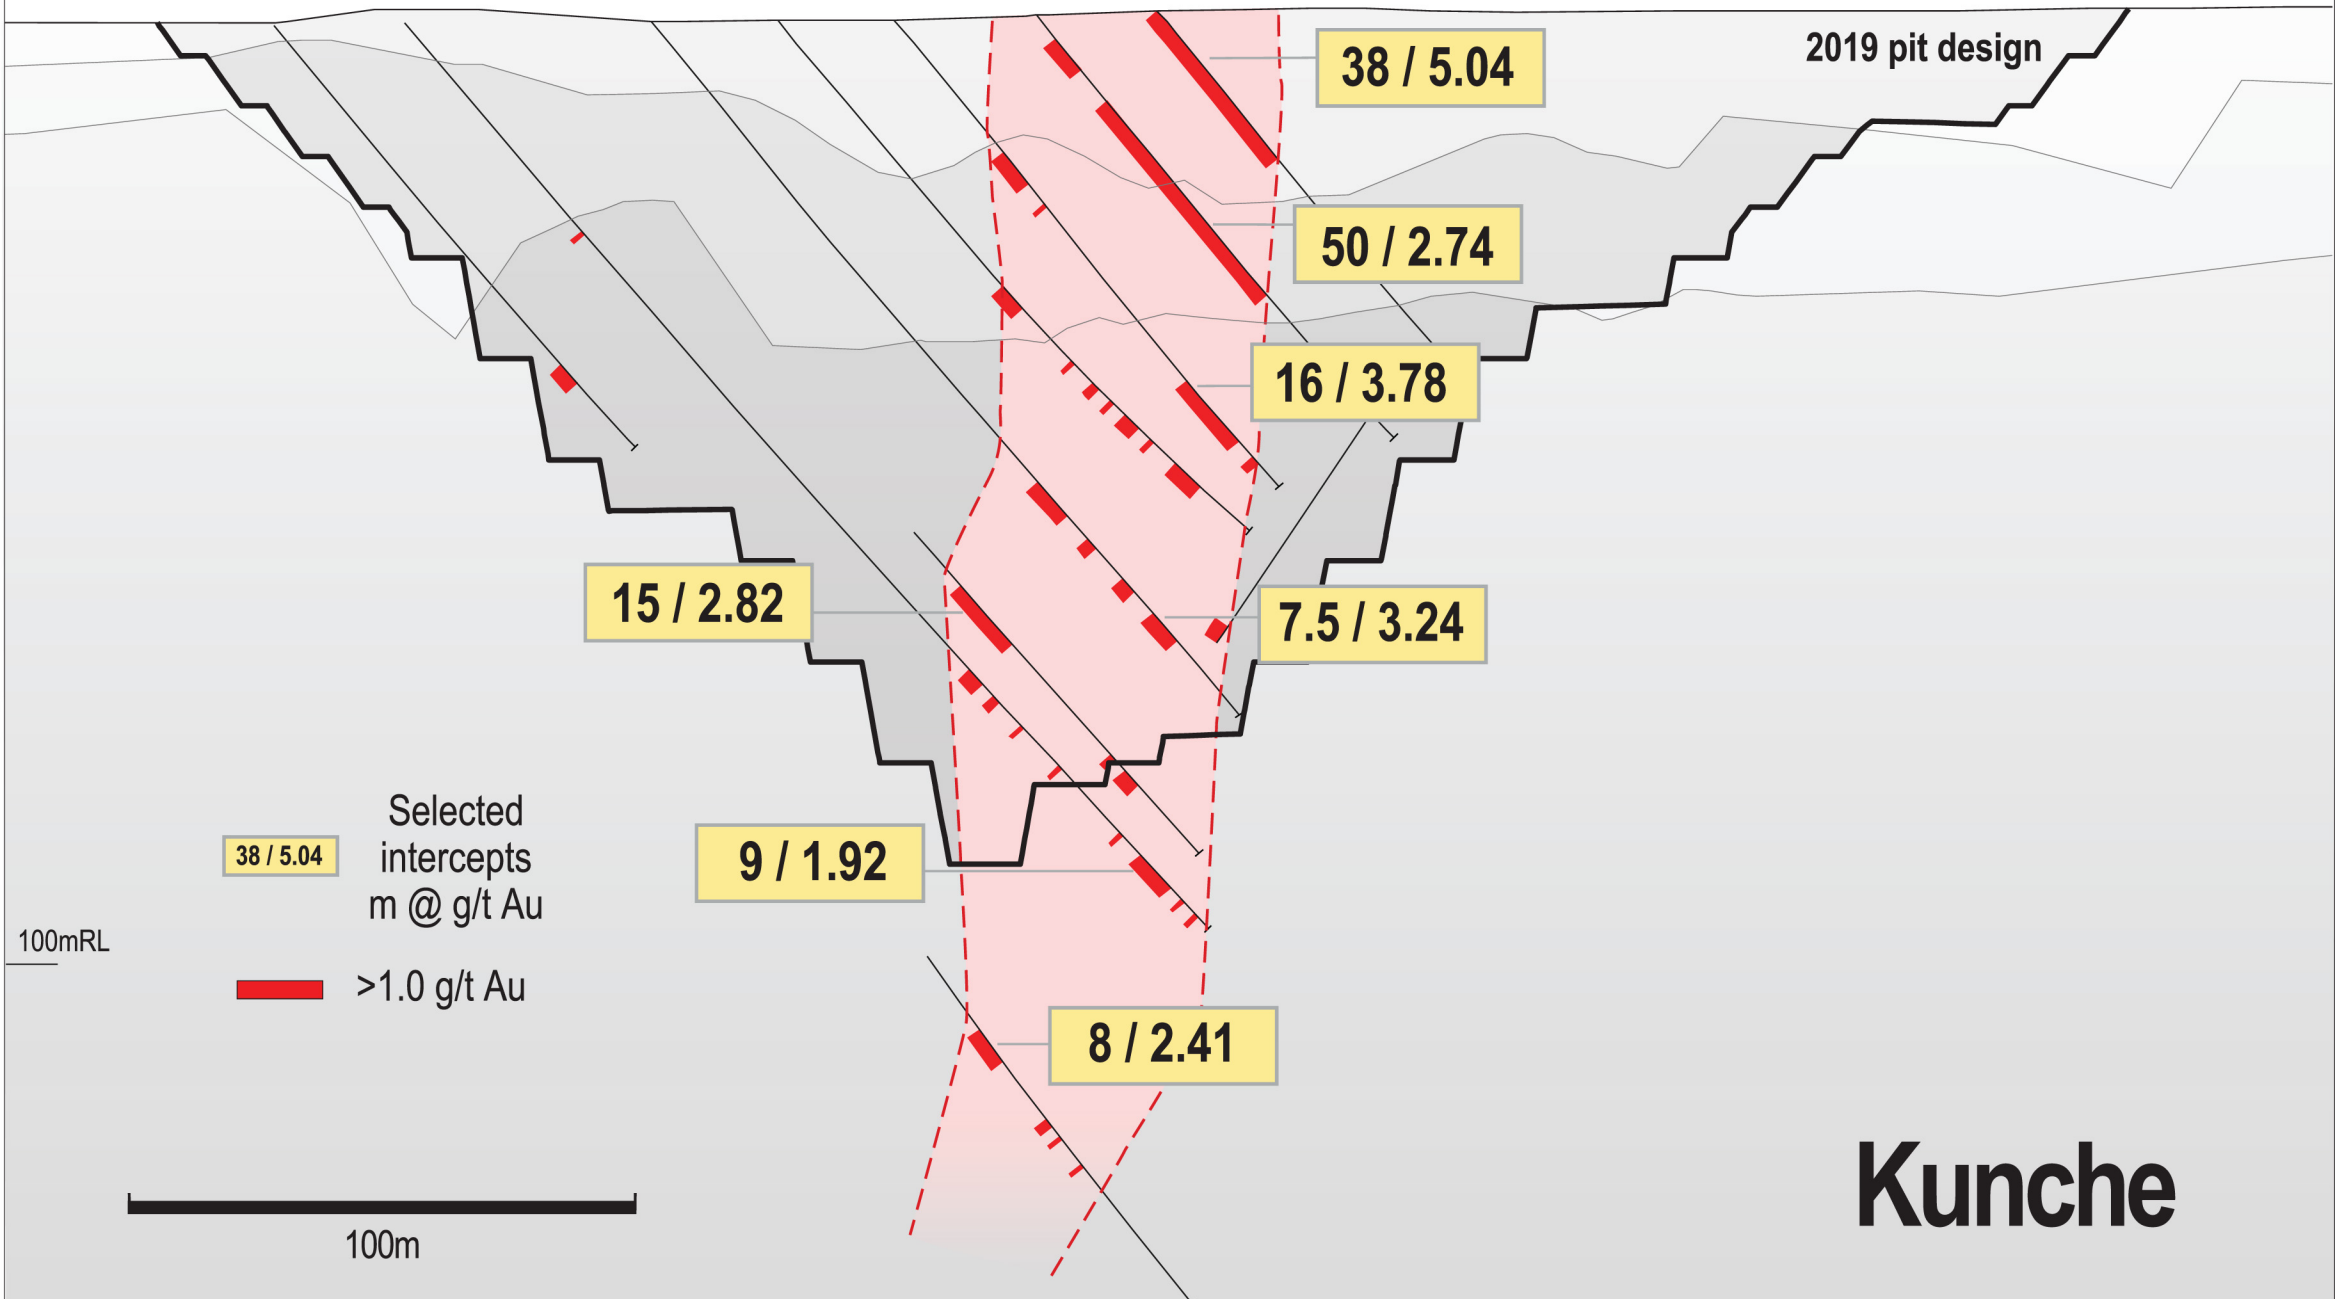 2019 pit design
38 / 5.04
50 / 2.74
16 / 3.78
15 / 2.82
7.5 / 3.24
9 / 1.92
8 / 2.41
38 / 5.04
Selected
intercepts
m @ g/t Au
100mRL
>1.0 g/t Au
100m
Kunche